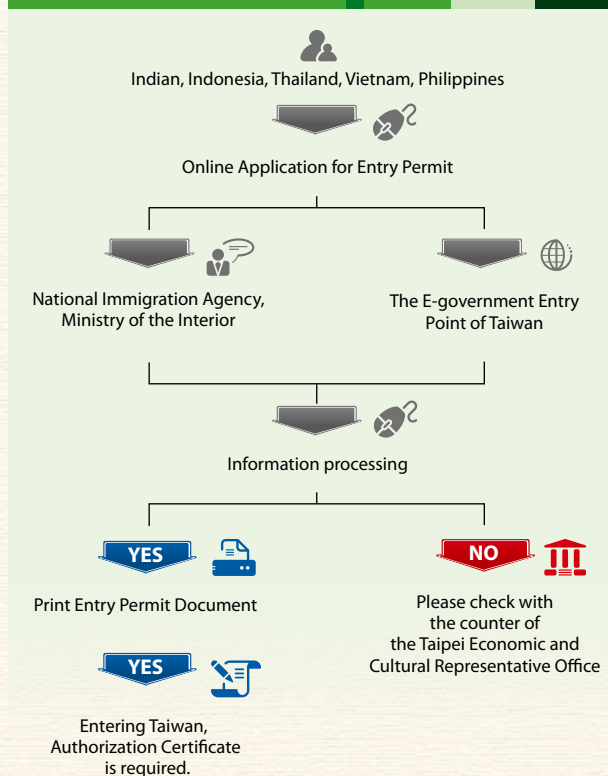 Indian, Indonesia, Thailand, Vietnam, Philippines
Online Application for Entry Permit
National Immigration Agency,
Ministry of the Interior
The E-government Entry
Point of Taiwan
Information processing
YES
Print Entry Permit Document
NO
Please check with
the counter of
the Taipei Economic and
Cultural Representative Office
YES
Entering Taiwan,
Authorization Certificate
is required.